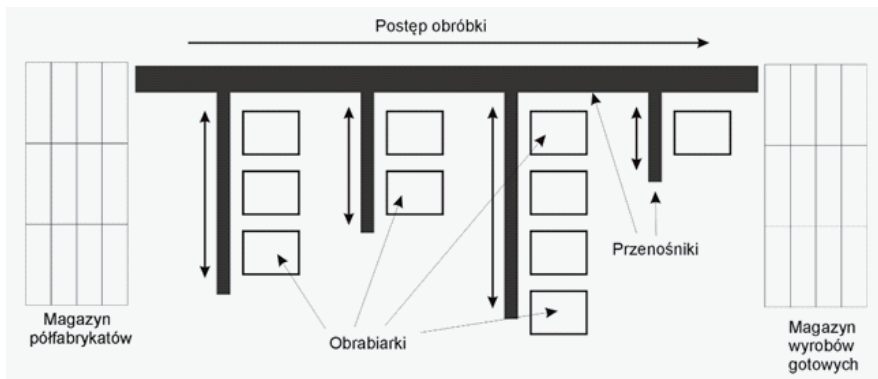 Postęp obróbki
Przenośniki
Obrabiarki
Magazyn
półfabrykatów
Magazyn
wyrobów
gotowych